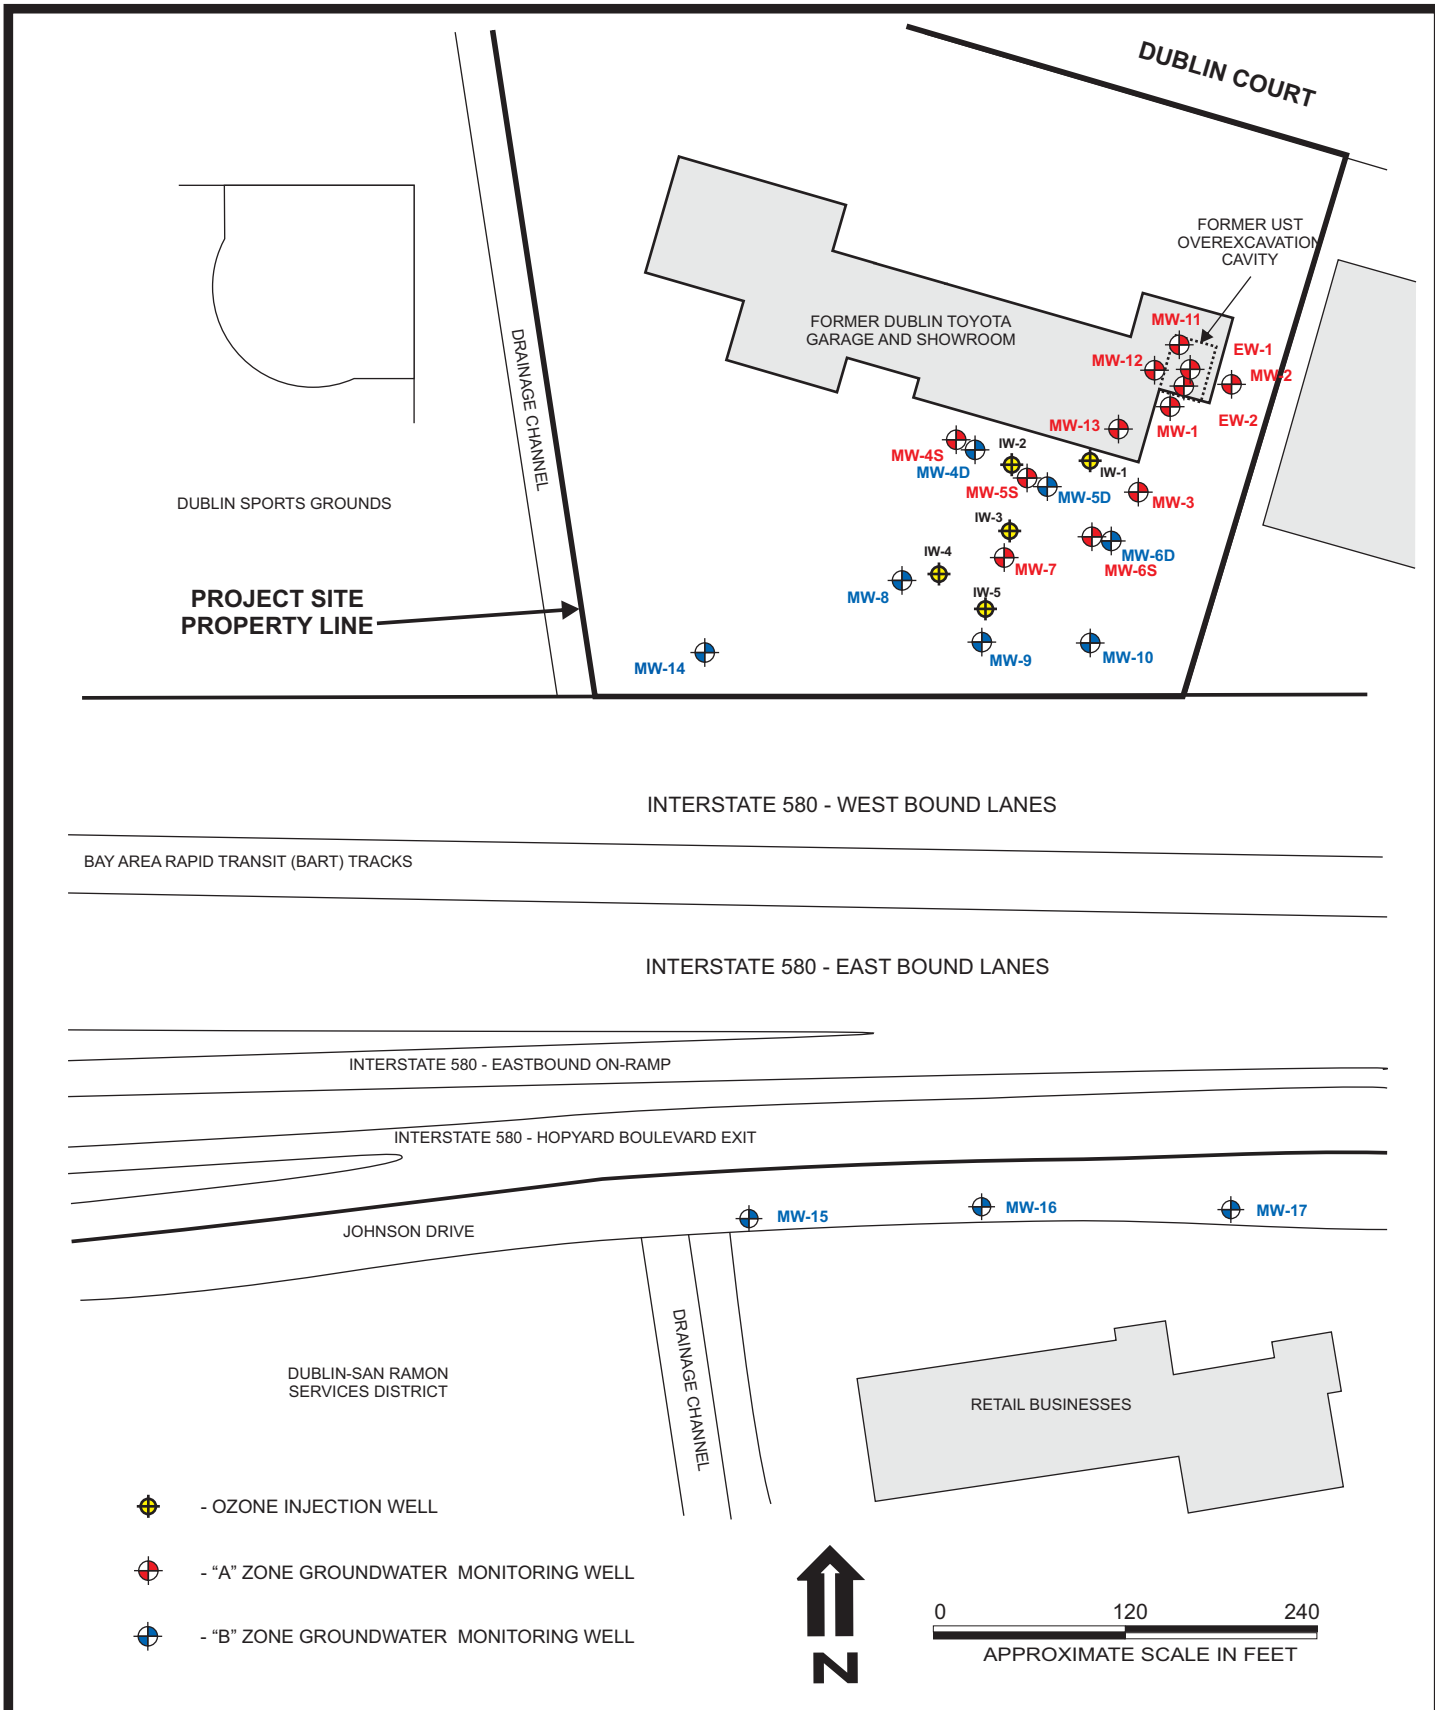 DUBLIN COURT
FORMER UST
OVEREXCAVATION
CAVITY
MW-11
FORMER DUBLIN TOYOTA
GARAGE AND SHOWROOM
EW-1
MW-12
MW-2
EW-2
MW-13
MW-1
DRAINAGE CHANNEL
MW-4S
IW-2
MW-4D
IW-1
MW-5S
MW-5D
MW-3
DUBLIN SPORTS GROUNDS
IW-3
IW-4
MW-6D
MW-7
MW-6S
PROJECT SITE
PROPERTY LINE
MW-8
IW-5
MW-14
MW-9
MW-10
INTERSTATE 580 - WEST BOUND LANES
BAY AREA RAPID TRANSIT (BART) TRACKS
INTERSTATE 580 - EAST BOUND LANES
INTERSTATE 580 - EASTBOUND ON-RAMP
INTERSTATE 580 - HOPYARD BOULEVARD EXIT
MW-15
MW-16
MW-17
JOHNSON DRIVE
DRAINAGE CHANNEL
DUBLIN-SAN RAMON
SERVICES DISTRICT
RETAIL BUSINESSES
- OZONE INJECTION WELL
- “A” ZONE GROUNDWATER MONITORING WELL
- “B” ZONE GROUNDWATER MONITORING WELL
N
0 120 240
APPROXIMATE SCALE IN FEET